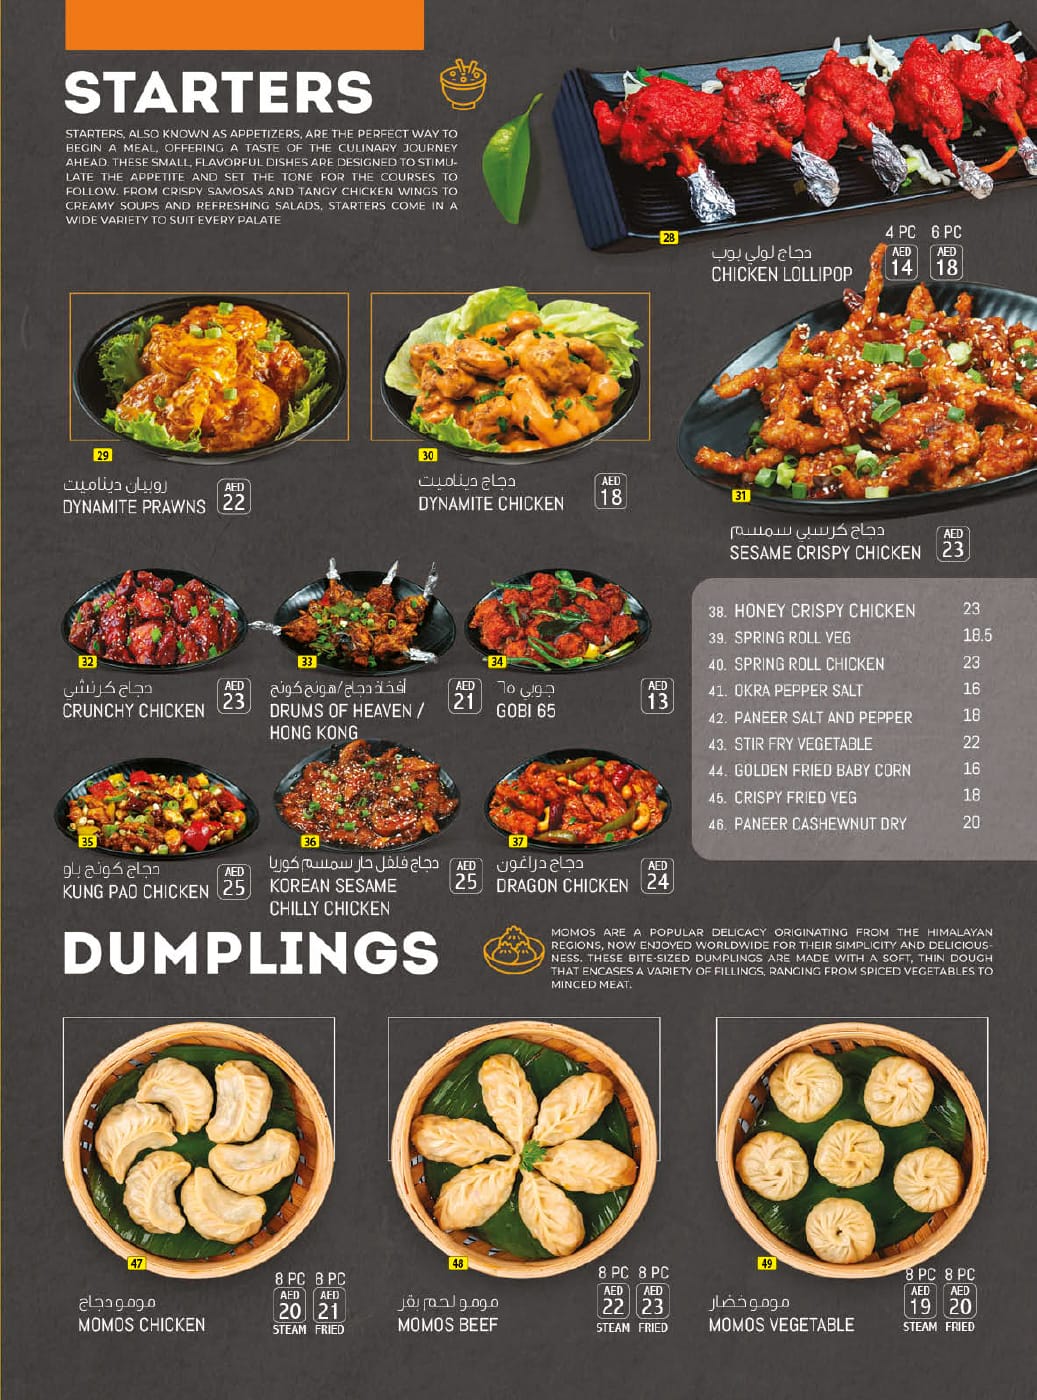 STARTERS
STARTERS, ALSO KNOWN AS APPETIZERS, ARE THE PERFECT WAY TO
BEGIN A MEAL, OFFERING A TASTE OF THE CULINARY JOURNEY
AHEAD. THESE SMALL, FLAVORFUL DISHES ARE DESIGNED TO STIMU-
LATE THE APPETITE AND SET THE TONE FOR THE COURSES TO
FOLLOW. FROM CRISPY SAMOSAS AND TANGY CHICKEN WINGS TO
CREAMY SOUPS AND REFRESHING SALADS, STARTERS COME IN A
WIDE VARIETY TO SUIT EVERY PALATE
28
4 PC 6 PC
دجاج لولي بوب
CHICKEN LOLLIPOP
AED 14 AED 18
29
روبيان ديناميت
DYNAMITE PRAWNS
AED 22
30
دجاج ديناميت
DYNAMITE CHICKEN
AED 18
31
دجاج كرسبي سمسم
SESAME CRISPY CHICKEN
AED 23
32
دجاج كرنشي
CRUNCHY CHICKEN
AED 23
33
أفخاذ دجاج/هونج كونج
DRUMS OF HEAVEN /
HONG KONG
AED 21
34
جوبي ٦٥
GOBI 65
AED 13
35
دجاج كونج باو
KUNG PAO CHICKEN
AED 25
36
دجاج فلفل حار سمسم كوريا
KOREAN SESAME
CHILLY CHICKEN
AED 25
37
دجاج دراغون
DRAGON CHICKEN
AED 24
38. HONEY CRISPY CHICKEN 23
39. SPRING ROLL VEG 18.5
40. SPRING ROLL CHICKEN 23
41. OKRA PEPPER SALT 16
42. PANEER SALT AND PEPPER 18
43. STIR FRY VEGETABLE 22
44. GOLDEN FRIED BABY CORN 16
45. CRISPY FRIED VEG 18
46. PANEER CASHEWNUT DRY 20
DUMPLINGS
MOMOS ARE A POPULAR DELICACY ORIGINATING FROM THE HIMALAYAN
REGIONS, NOW ENJOYED WORLDWIDE FOR THEIR SIMPLICITY AND DELICIOUS-
NESS. THESE BITE-SIZED DUMPLINGS ARE MADE WITH A SOFT, THIN DOUGH
THAT ENCASES A VARIETY OF FILLINGS, RANGING FROM SPICED VEGETABLES TO
MINCED MEAT.
47
مومو دجاج
MOMOS CHICKEN
8 PC 8 PC
AED 20 AED 21
STEAM FRIED
48
مومو لحم بقر
MOMOS BEEF
8 PC 8 PC
AED 22 AED 23
STEAM FRIED
49
مومو خضار
MOMOS VEGETABLE
8 PC 8 PC
AED 19 AED 20
STEAM FRIED